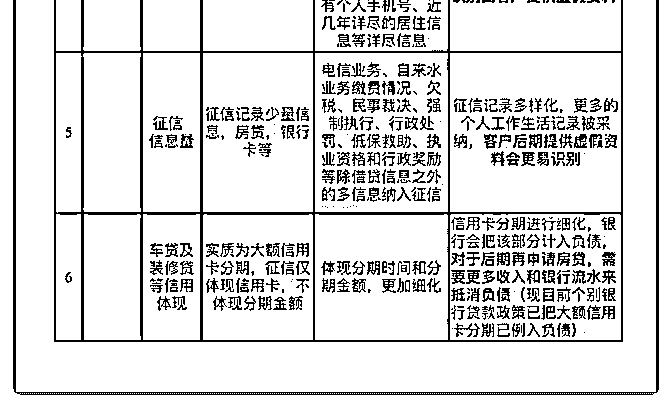 有个人手机号、近
几年详尽的居住信
息等详尽信息
5
征信
信息量
征信记录少量信
息，房贷，银行
卡等
电信业务、自来水
业务缴费情况、欠
税、民事裁决、强
制执行、行政处
罚、低保救助、执
业资格和行政奖励
等除借贷信息之外
的多信息纳入征信
征信记录多样化，更多的
个人工作生活记录被采
纳，客户后期提供虚假资
料会更易识别
6
车贷及
装修贷
等信用
体现
实质为大额信用
卡分期，征信仅
体现信用卡，不
体现分期金额
体现分期时间和分
期金额，更加细化
信用卡分期进行细化，银
行会把该部分计入负债，
对于后期再申请房贷，需
要更多收入和银行流水来
抵消负债（现目前个别银
行贷款政策已把大额信用
卡分期已例入负债）